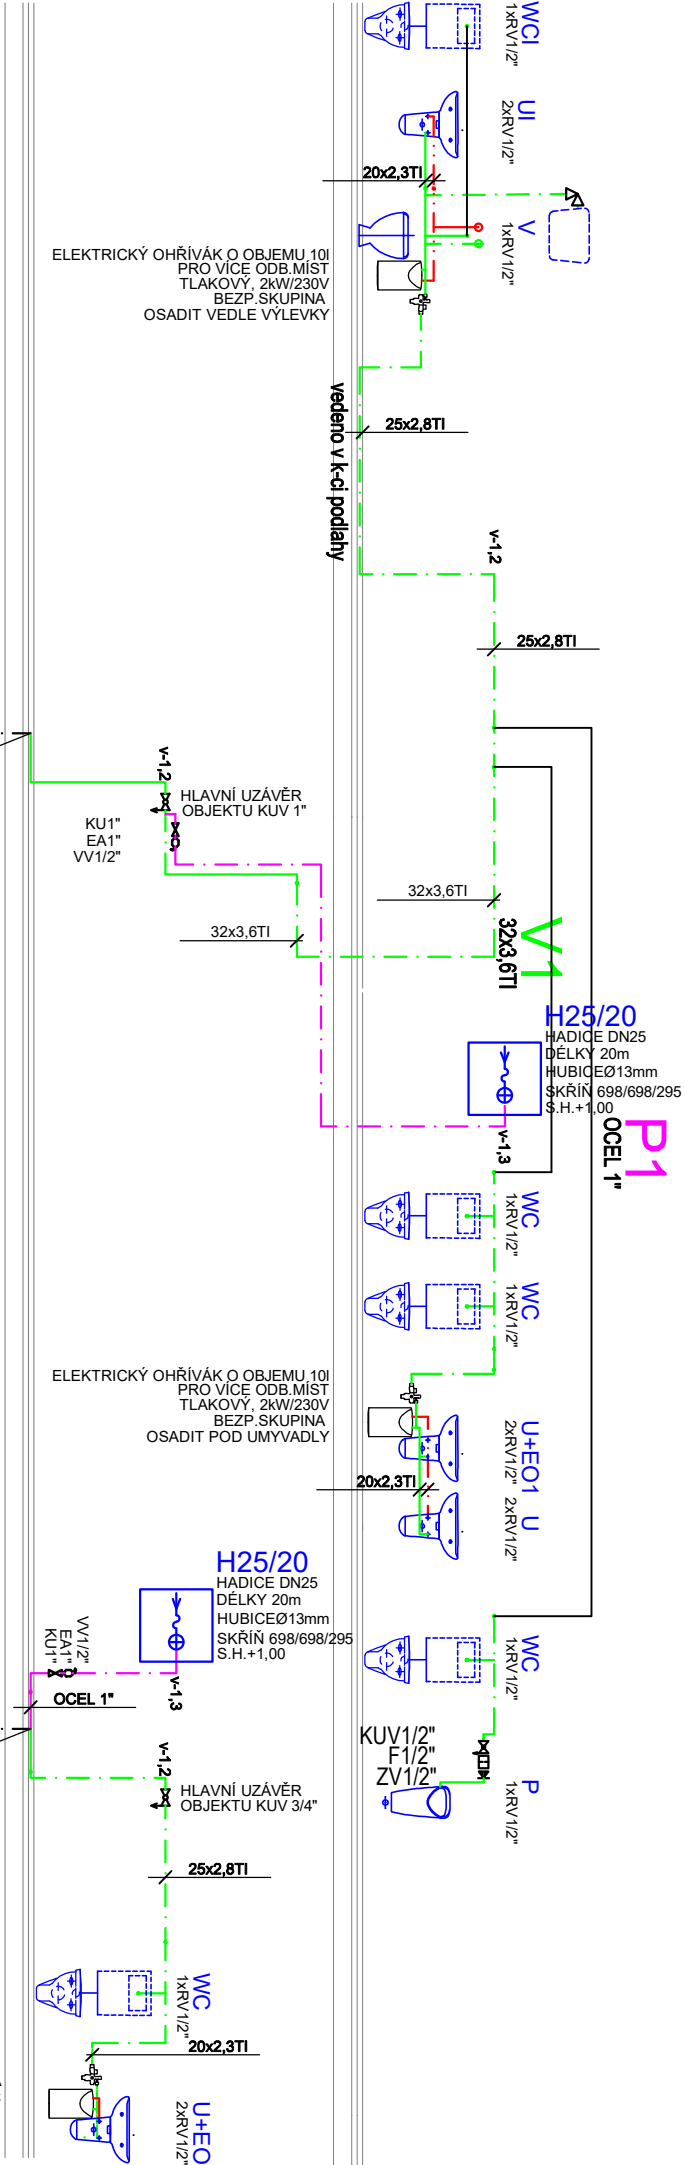 WCI
1xRV1/2"
UI
2xRV1/2"
20x2,3TI
V
1xRV1/2"
ELEKTRICKÝ OHŘÍVÁK O OBJEMU 10l
PRO VÍCE ODB.MÍST
TLAKOVÝ, 2kW/230V
BEZP.SKUPINA
OSADIT VEDLE VÝLEVKY
vedeno v k-ci podlahy
25x2,8TI
v-1,2
25x2,8TI
v-1,2
HLAVNÍ UZÁVĚR
OBJEKTU KUV 1"
KU1"
EA1"
VV1/2"
32x3,6TI
32x3,6TI
V1
32x3,6TI
H25/20
HADICE DN25
DÉLKY 20m
HUBICEØ13mm
SKŘÍŇ 698/698/295
S.H.+1,00
P1
OCEL 1"
v-1,3
WC
1xRV1/2"
WC
1xRV1/2"
ELEKTRICKÝ OHŘÍVÁK O OBJEMU 10l
PRO VÍCE ODB.MÍST
TLAKOVÝ, 2kW/230V
BEZP.SKUPINA
OSADIT POD UMYVADLY
U+EO1
2xRV1/2"
U
2xRV1/2"
20x2,3TI
H25/20
HADICE DN25
DÉLKY 20m
HUBICEØ13mm
SKŘÍŇ 698/698/295
S.H.+1,00
VV1/2"
EA1"
KU1"
v-1,3
OCEL 1"
WC
1xRV1/2"
KUV1/2"
F1/2"
ZV1/2"
P
1xRV1/2"
v-1,2
HLAVNÍ UZÁVĚR
OBJEKTU KUV 3/4"
25x2,8TI
WC
1xRV1/2"
20x2,3TI
U+EO
2xRV1/2"